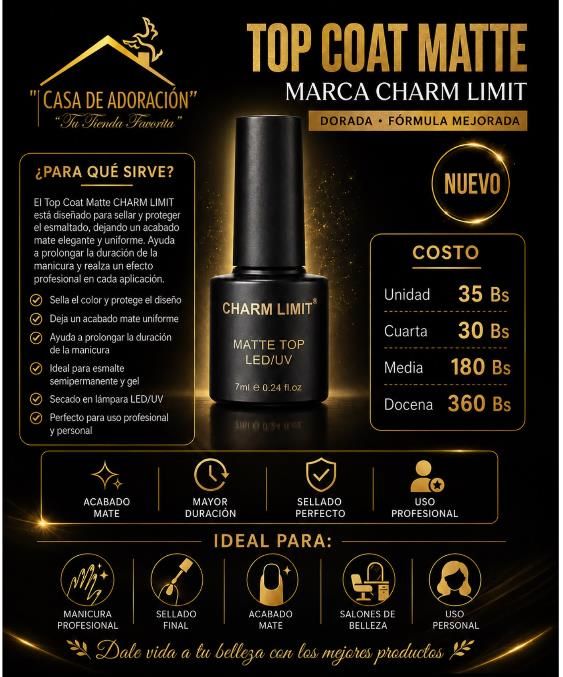 TOP COAT MATTE
MARCA CHARM LIMIT
DORADA • FÓRMULA MEJORADA
"CASA DE ADORACIÓN"
"Tu Tienda Favorita"
NUEVO
¿PARA QUÉ SIRVE?
El Top Coat Matte CHARM LIMIT
está diseñado para sellar y proteger
el esmaltado, dejando un acabado
mate elegante y uniforme. Ayuda
a prolongar la duración de la
manicura y realza un efecto
profesional en cada aplicación.
Sella el color y protege el diseño
Deja un acabado mate uniforme
Ayuda a prolongar la duración
de la manicura
Ideal para esmalte
semipermanente y gel
Secado en lámpara LED/UV
Perfecto para uso profesional
y personal
CHARM LIMIT®
MATTE TOP
LED/UV
7ml e 0.24 fl.oz
COSTO
Unidad 35 Bs
Cuarta 30 Bs
Media 180 Bs
Docena 360 Bs
ACABADO
MATE
MAYOR
DURACIÓN
SELLADO
PERFECTO
USO
PROFESIONAL
IDEAL PARA:
MANICURA
PROFESIONAL
SELLADO
FINAL
ACABADO
MATE
SALONES DE
BELLEZA
USO
PERSONAL
Dale vida a tu belleza con los mejores productos